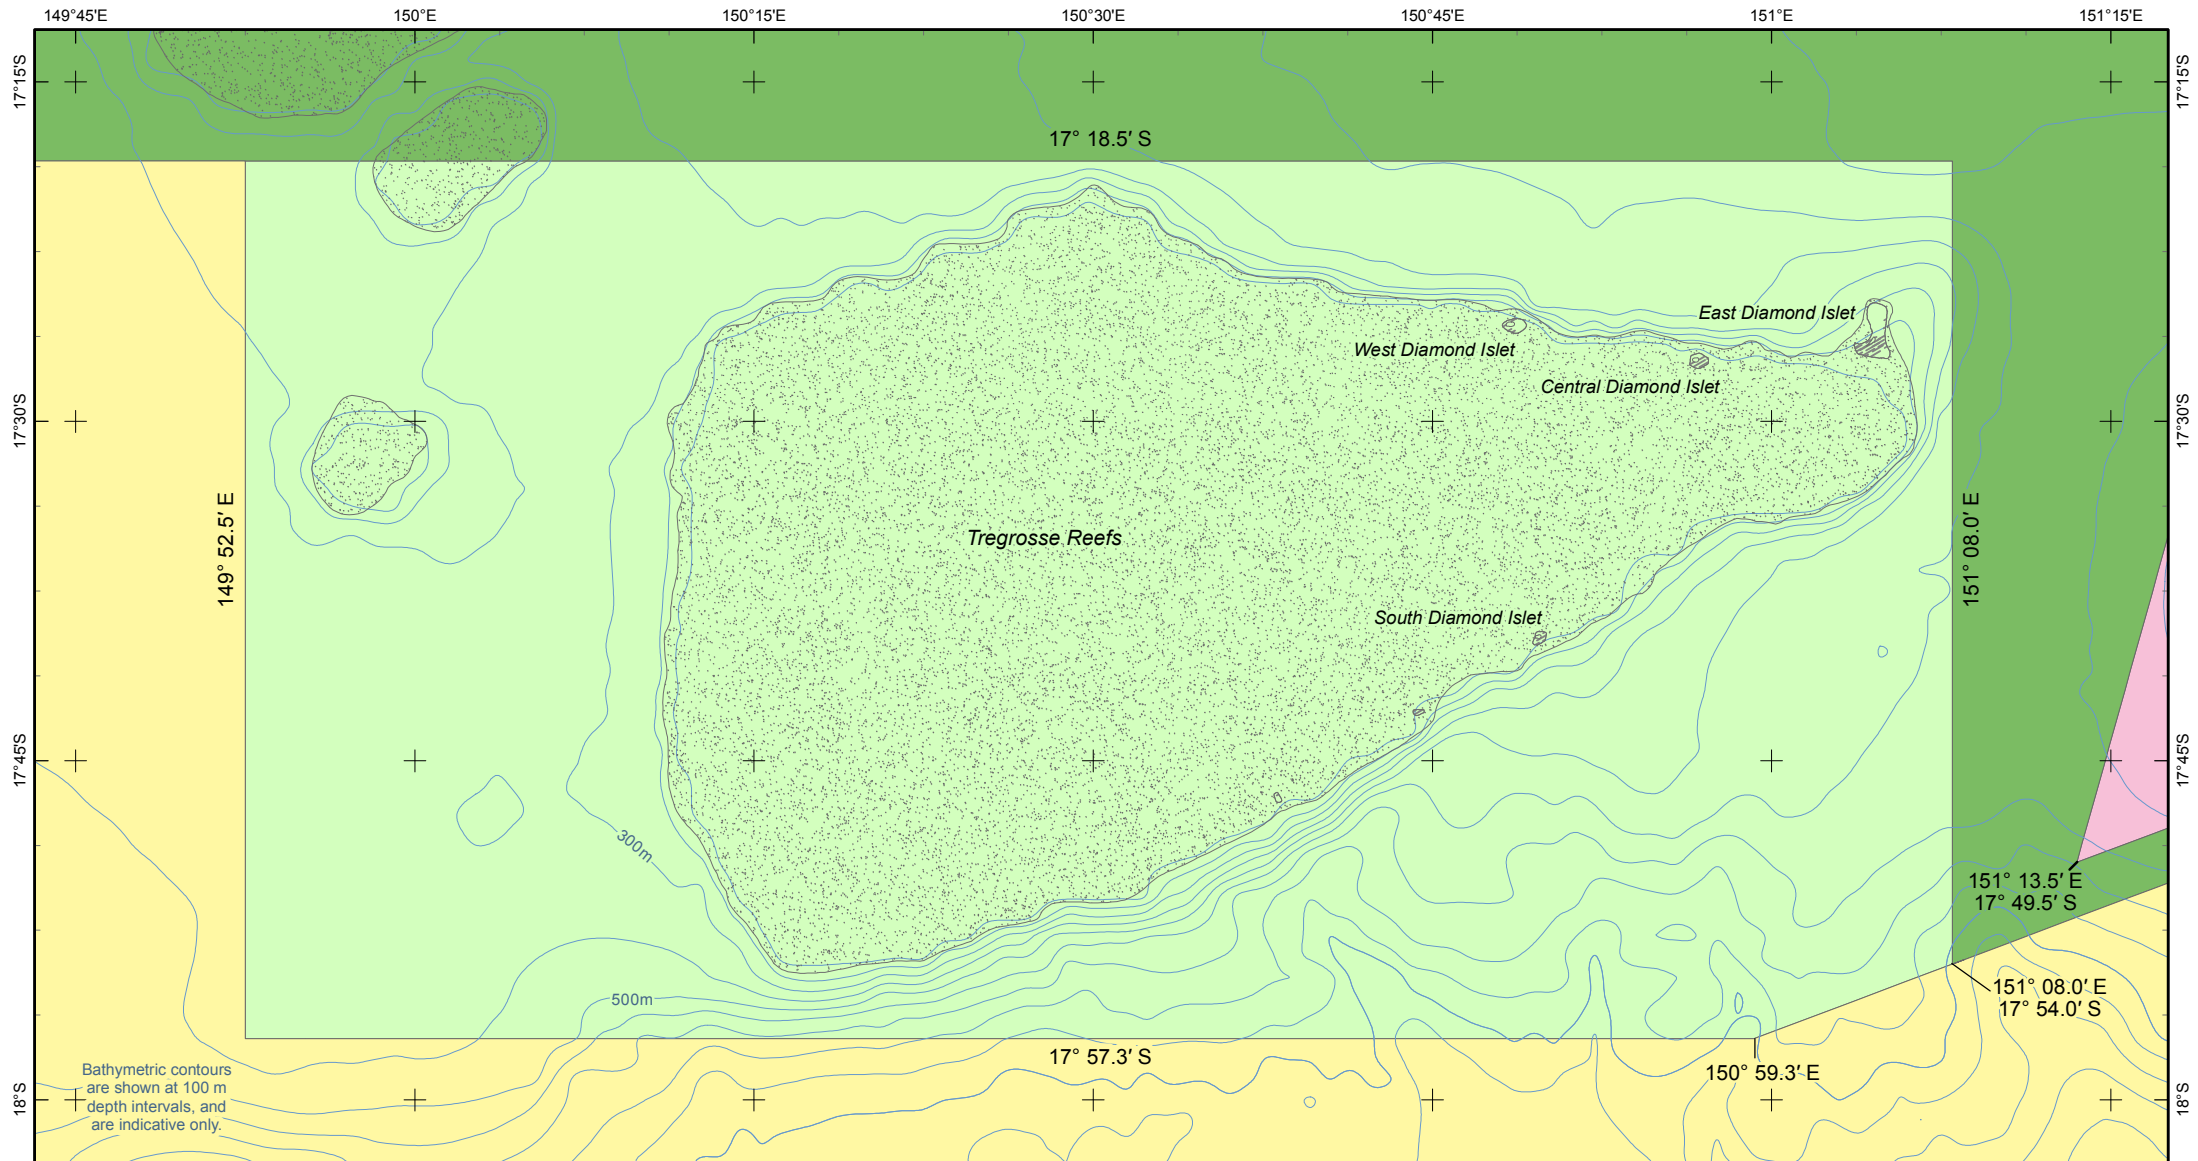 149°45'E
150°E
150°15'E
150°30'E
150°45'E
151°E
151°15'E
17°15'S
17°15'S
17° 18.5′ S
East Diamond Islet
West Diamond Islet
Central Diamond Islet
17°30'S
17°30'S
149° 52.5′ E
Tregrosse Reefs
151° 08.0′ E
South Diamond Islet
17°45'S
17°45'S
300m
151° 13.5′ E
17° 49.5′ S
500m
151° 08.0′ E
17° 54.0′ S
17° 57.3′ S
150° 59.3′ E
Bathymetric contours
are shown at 100 m
depth intervals, and
are indicative only.
18°S
18°S